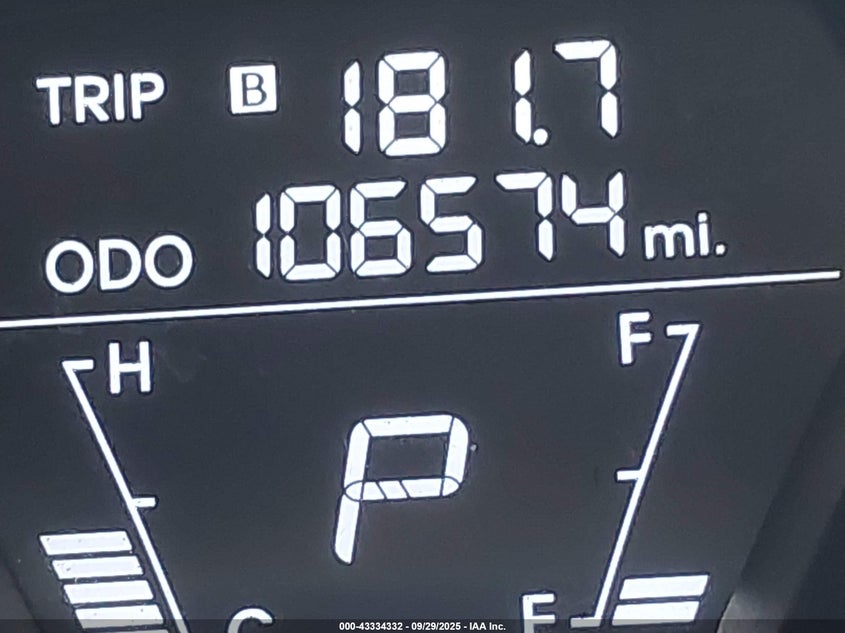 TRIP B 181.7
ODO 106574 mi.
H F
P
C E
000-43334332 - 09/29/2025 - IAA Inc.